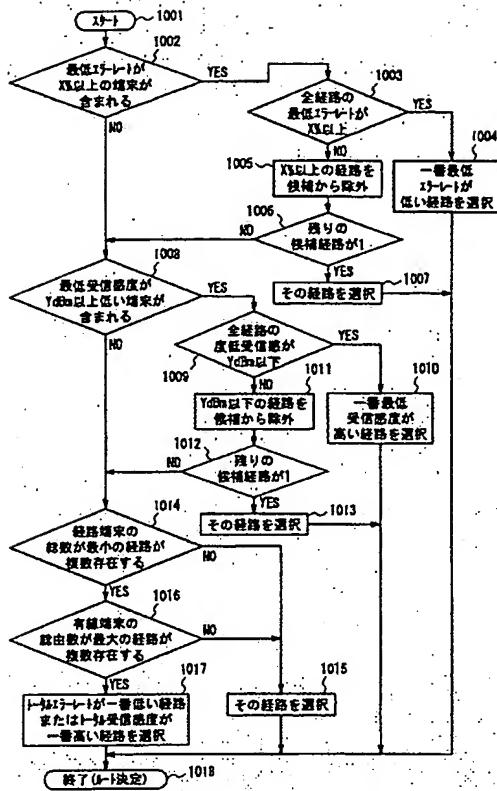 スタート
1001
1002
最低エラーレートが
X%以上の端末が
含まれる
YES
NO
1003
全経路の
最低エラーレートが
X%以上
YES
NO
1004
一番最低
エラーレートが
低い経路を選択
1005
X%以上の経路を
候補から除外
1006
残りの
候補経路が1
NO
YES
1007
その経路を選択
1008
最低受信感度が
YdBm以上低い端末が
含まれる
YES
NO
1009
全経路の
度低受信感が
YdBm以下
YES
NO
1010
一番最低
受信感度が
高い経路を選択
1011
YdBm以下の経路を
候補から除外
1012
残りの
候補経路が1
NO
YES
1013
その経路を選択
1014
経路端末の
総数が最小の経路が
複数存在する
NO
YES
1016
有線端末の
経由数が最大の経路が
複数存在する
NO
YES
1015
その経路を選択
1017
トータルエラーレートが一番低い経路
またはトータル受信感度が
一番高い経路を選択
1018
終了(ルート決定)